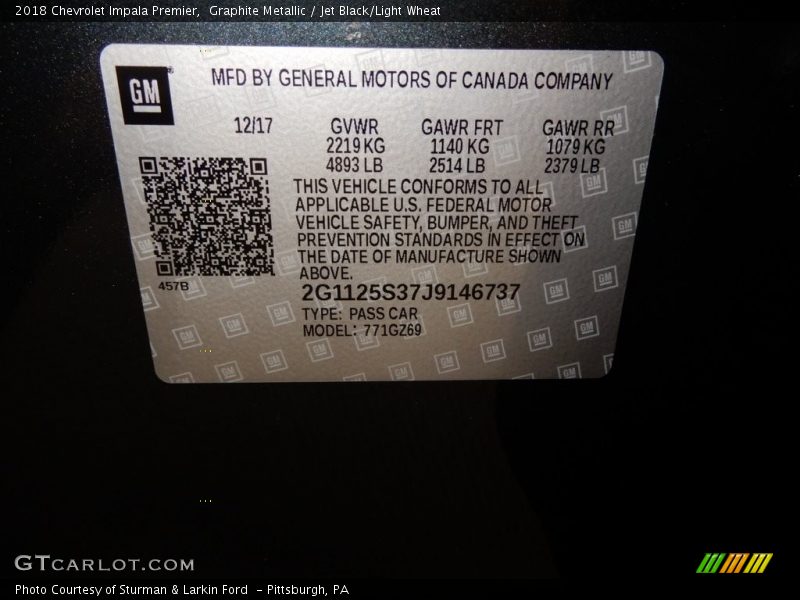 2018 Chevrolet Impala Premier,  Graphite Metallic / Jet Black/Light Wheat
GM
MFD BY GENERAL MOTORS OF CANADA COMPANY
12/17 GVWR GAWR FRT GAWR RR
2219 KG 1140 KG 1079 KG
4893 LB 2514 LB 2379 LB
THIS VEHICLE CONFORMS TO ALL
APPLICABLE U.S. FEDERAL MOTOR
VEHICLE SAFETY, BUMPER, AND THEFT
PREVENTION STANDARDS IN EFFECT ON
THE DATE OF MANUFACTURE SHOWN
ABOVE.
457B
2G1125S37J9146737
TYPE: PASS CAR
MODEL: 771GZ69
GTCARLOT.COM
Photo Courtesy of Sturman & Larkin Ford  - Pittsburgh, PA